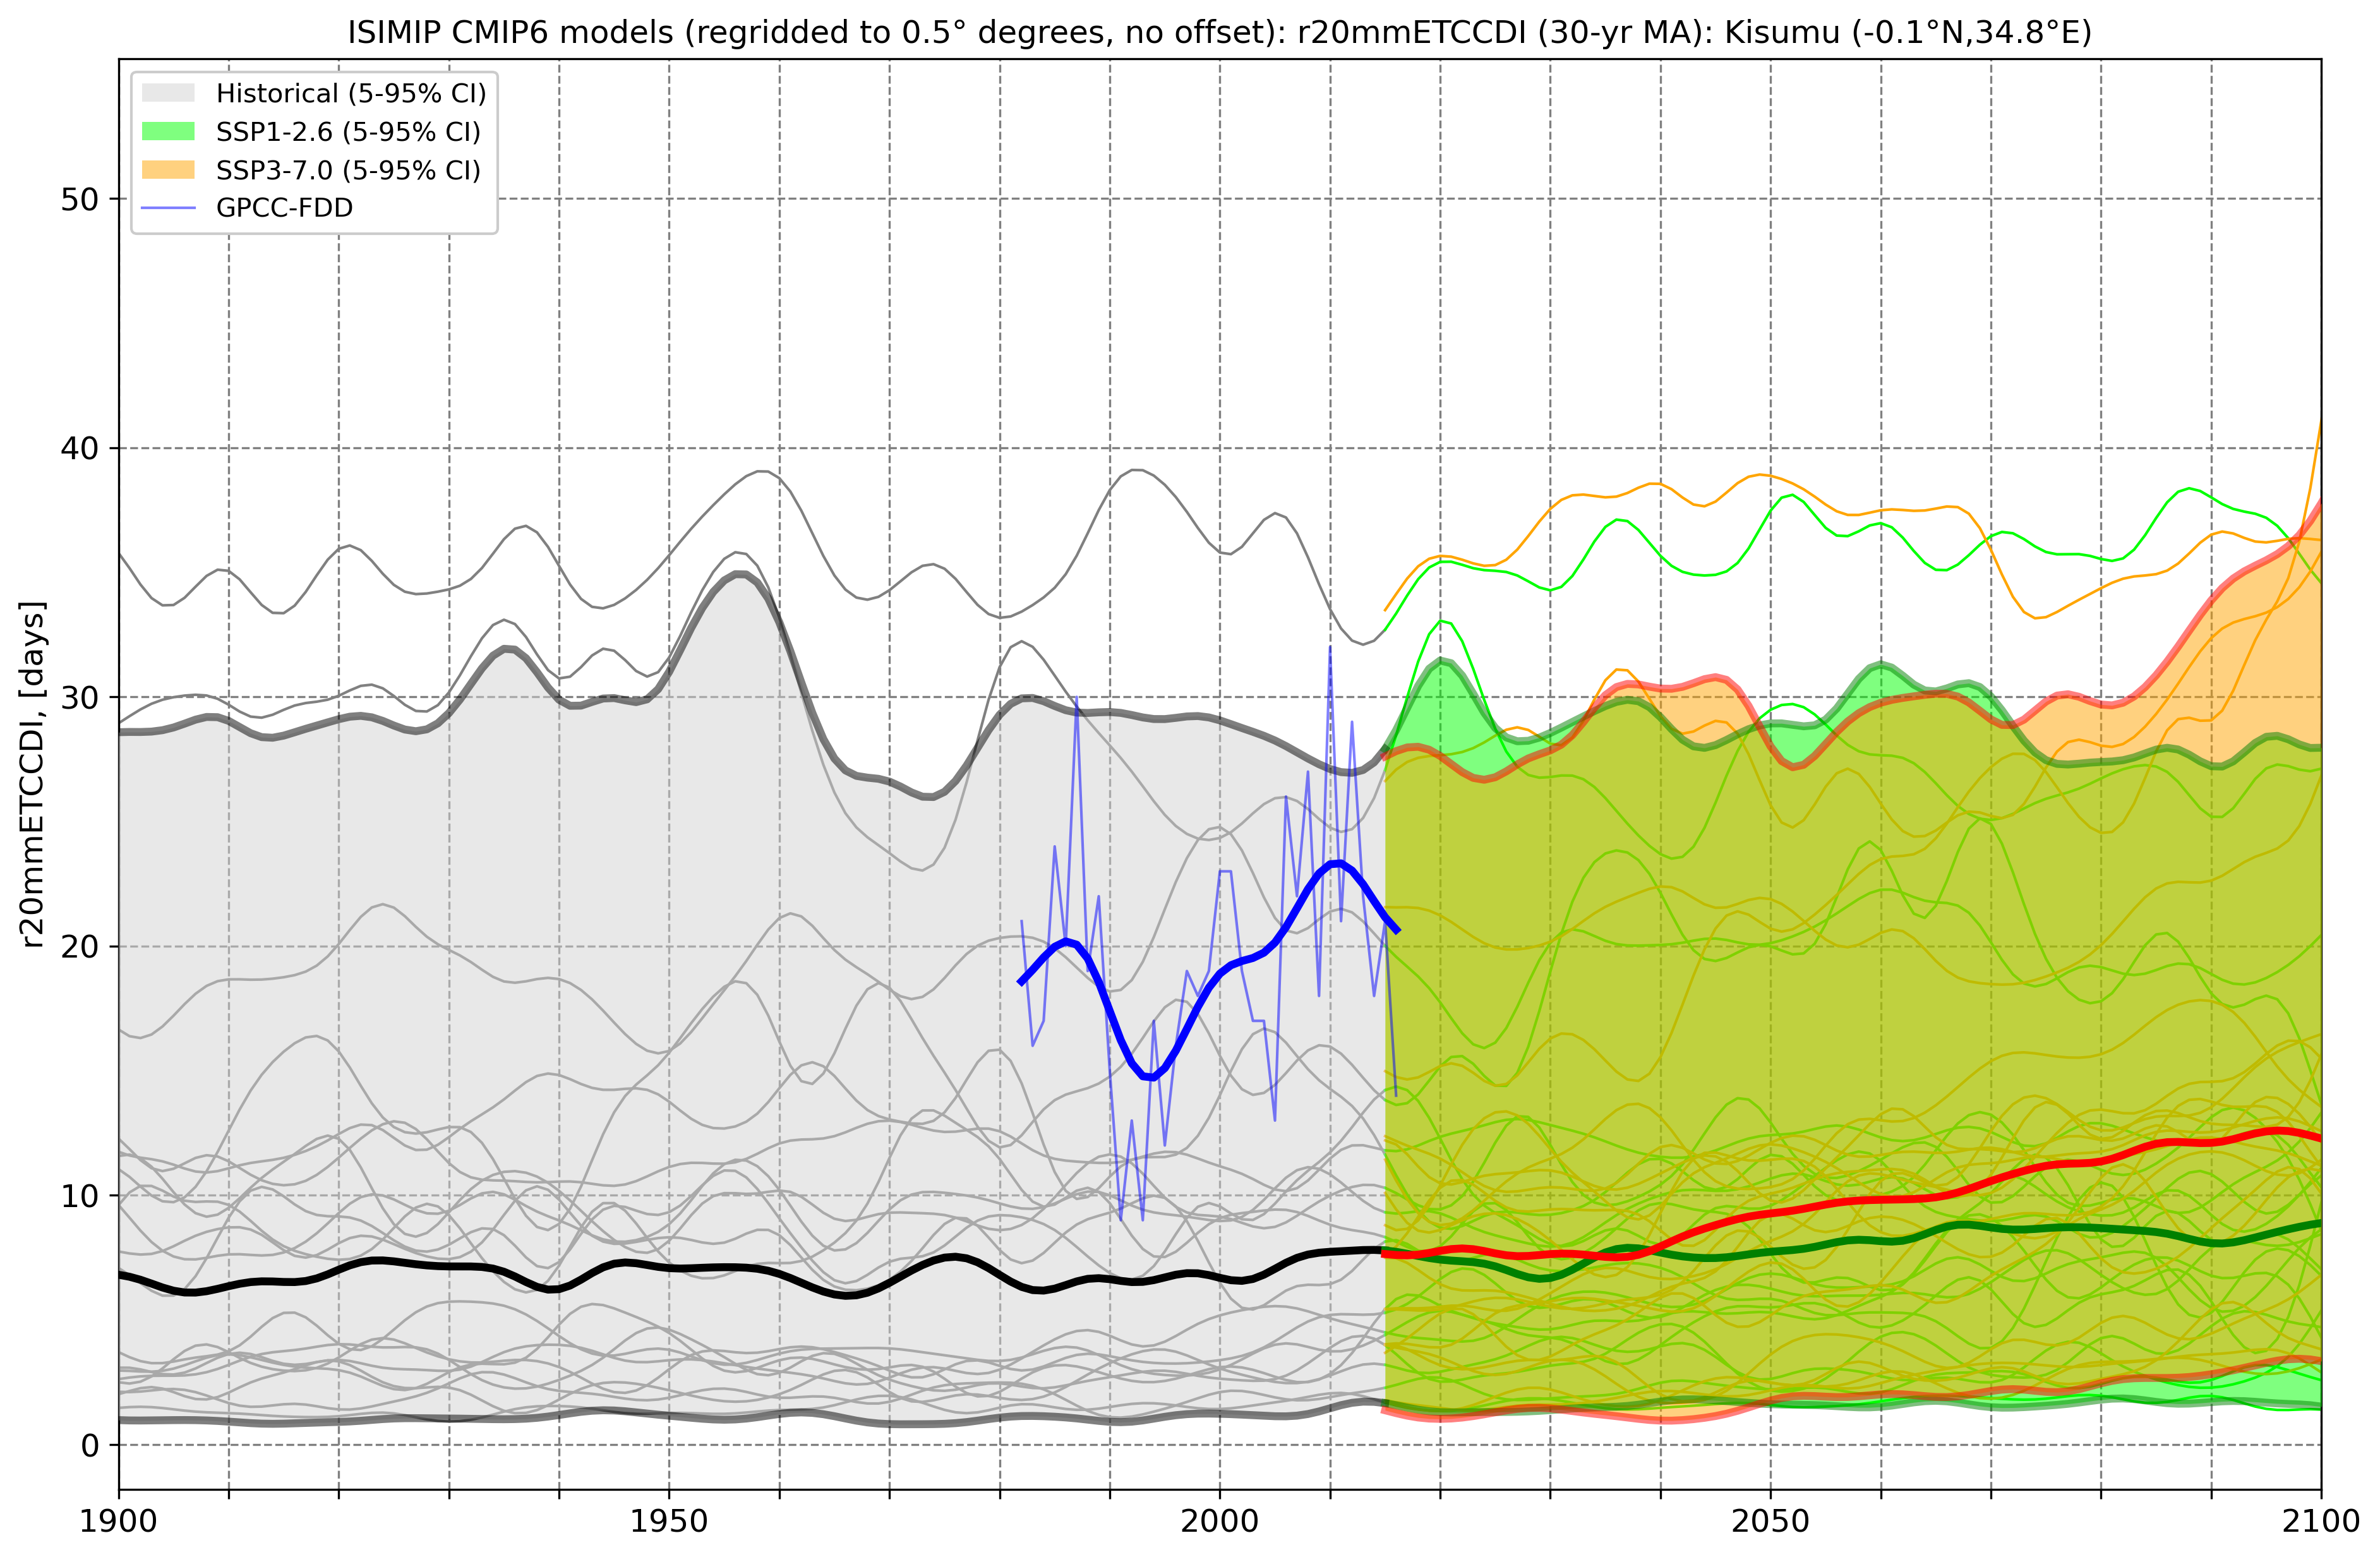 ISIMIP CMIP6 models (regridded to 0.5° degrees, no offset): r20mmETCCDI (30-yr MA): Kisumu (-0.1°N,34.8°E)
Historical (5-95% CI)
SSP1-2.6 (5-95% CI)
SSP3-7.0 (5-95% CI)
GPCC-FDD
r20mmETCCDI, [days]
50
40
30
20
10
0
1900 1950 2000 2050 2100